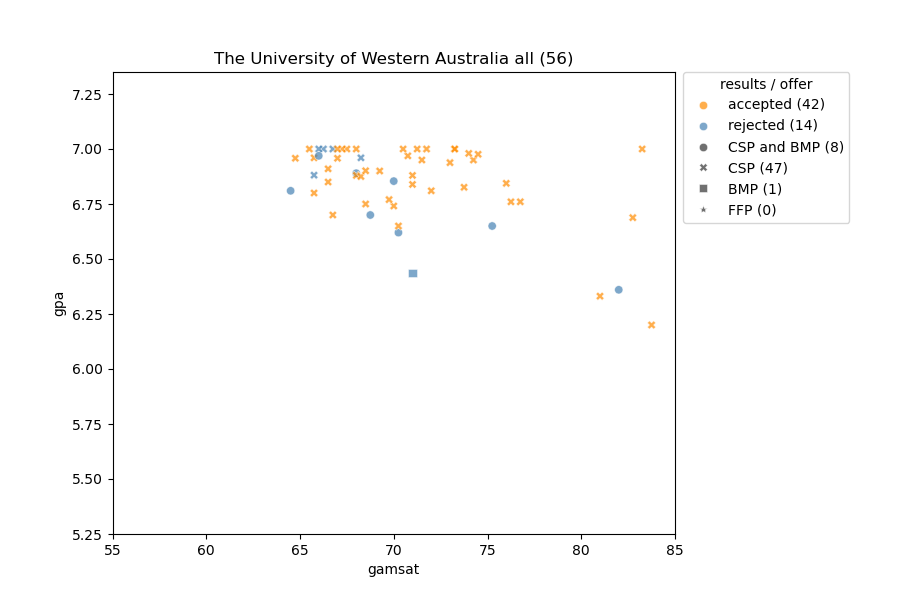 The University of Western Australia all (56)
results / offer
accepted (42)
rejected (14)
CSP and BMP (8)
CSP (47)
BMP (1)
FFP (0)
gpa
7.25
7.00
6.75
6.50
6.25
6.00
5.75
5.50
5.25
55 60 65 70 75 80 85
gamsat